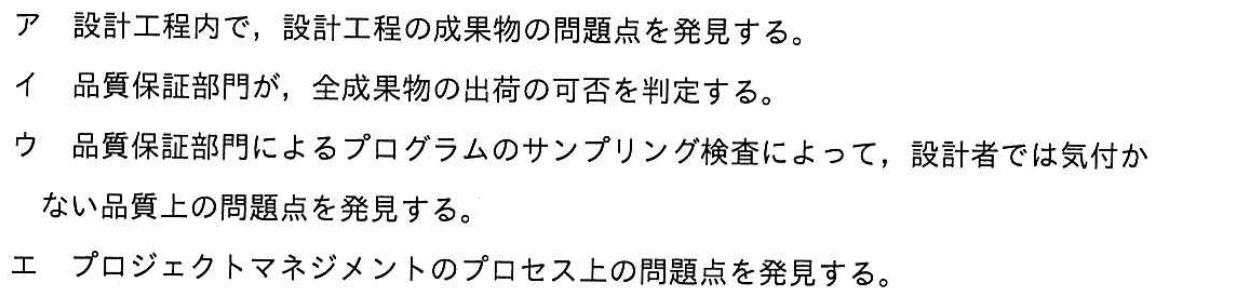 ア　設計工程内で，設計工程の成果物の問題点を発見する。
イ　品質保証部門が，全成果物の出荷の可否を判定する。
ウ　品質保証部門によるプログラムのサンプリング検査によって，設計者では気付か
ない品質上の問題点を発見する。
エ　プロジェクトマネジメントのプロセス上の問題点を発見する。